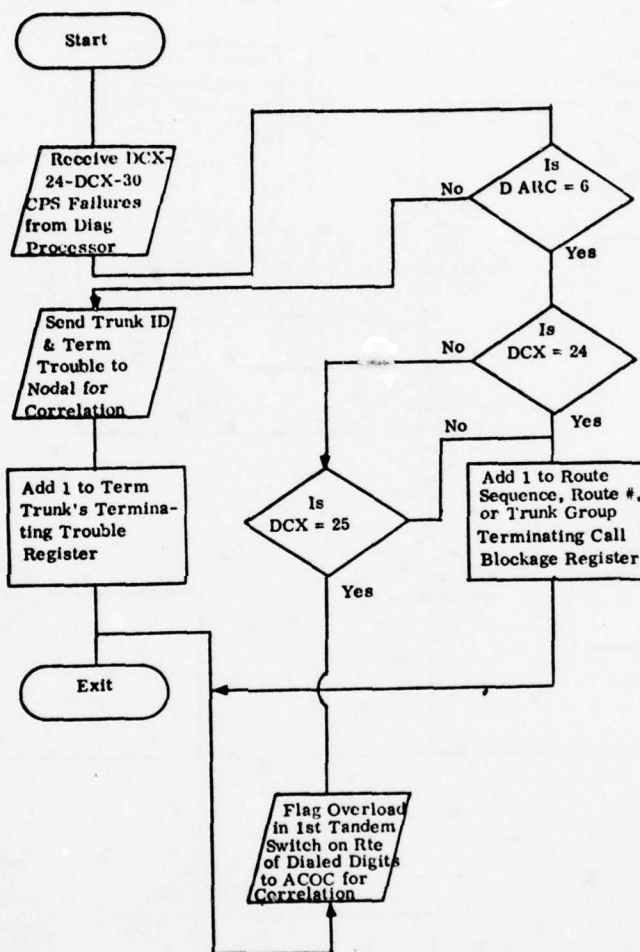 Start
Receive DCX-
24-DCX-30
CPS Failures
from Diag
Processor
Is
D ARC = 6
No
Yes
Send Trunk ID
& Term
Trouble to
Nodal for
Correlation
Is
DCX = 24
No
Yes
No
Add 1 to Term
Trunk's Termina-
ting Trouble
Register
Is
DCX = 25
Yes
Add 1 to Route
Sequence, Route #,
or Trunk Group
Terminating Call
Blockage Register
Exit
Flag Overload
in 1st Tandem
Switch on Rte
of Dialed Digits
to ACOC for
Correlation